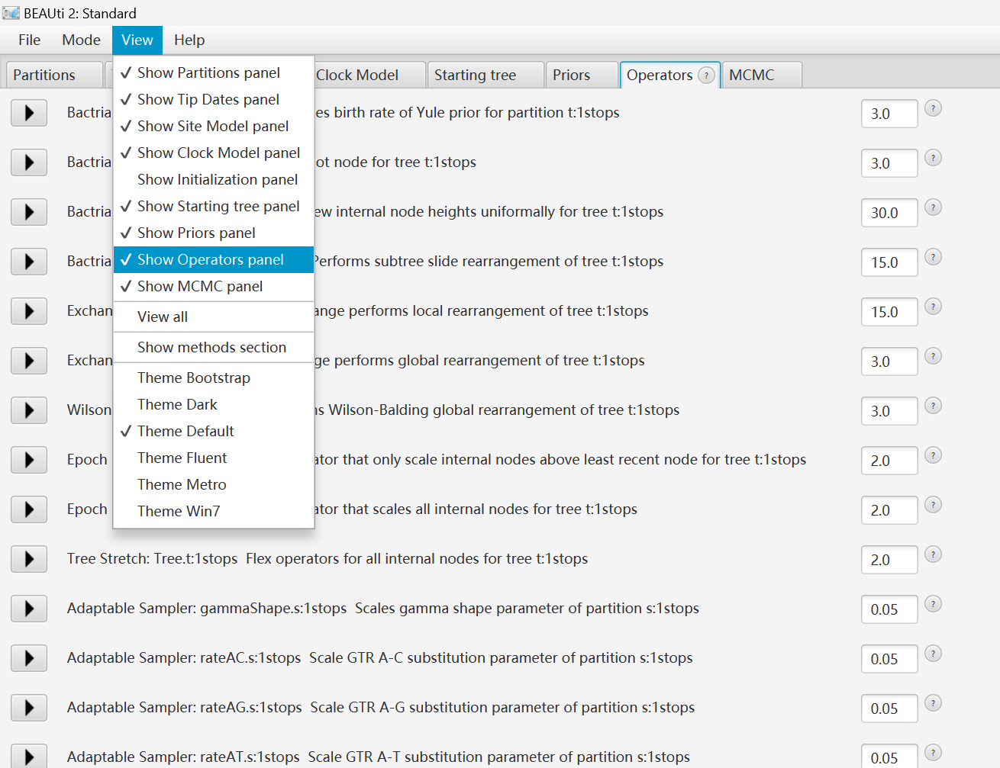 BEAUti 2: Standard
File Mode View Help
Partitions Clock Model Starting tree Priors Operators ? MCMC
✓ Show Partitions panel
✓ Show Tip Dates panel
✓ Show Site Model panel
✓ Show Clock Model panel
Show Initialization panel
✓ Show Starting tree panel
✓ Show Priors panel
✓ Show Operators panel
✓ Show MCMC panel
View all
Show methods section
Theme Bootstrap
Theme Dark
✓ Theme Default
Theme Fluent
Theme Metro
Theme Win7
Bactria es birth rate of Yule prior for partition t:1stops 3.0 ?
Bactria ot node for tree t:1stops 3.0 ?
Bactria ew internal node heights uniformally for tree t:1stops 30.0 ?
Bactria Performs subtree slide rearrangement of tree t:1stops 15.0 ?
Exchan ange performs local rearrangement of tree t:1stops 15.0 ?
Exchan ge performs global rearrangement of tree t:1stops 3.0 ?
Wilson ns Wilson-Balding global rearrangement of tree t:1stops 3.0 ?
Epoch ator that only scale internal nodes above least recent node for tree t:1stops 2.0 ?
Epoch ator that scales all internal nodes for tree t:1stops 2.0 ?
Tree Stretch: Tree.t:1stops Flex operators for all internal nodes for tree t:1stops 2.0 ?
Adaptable Sampler: gammaShape.s:1stops Scales gamma shape parameter of partition s:1stops 0.05 ?
Adaptable Sampler: rateAC.s:1stops Scale GTR A-C substitution parameter of partition s:1stops 0.05 ?
Adaptable Sampler: rateAG.s:1stops Scale GTR A-G substitution parameter of partition s:1stops 0.05 ?
Adaptable Sampler: rateAT.s:1stops Scale GTR A-T substitution parameter of partition s:1stops 0.05 ?